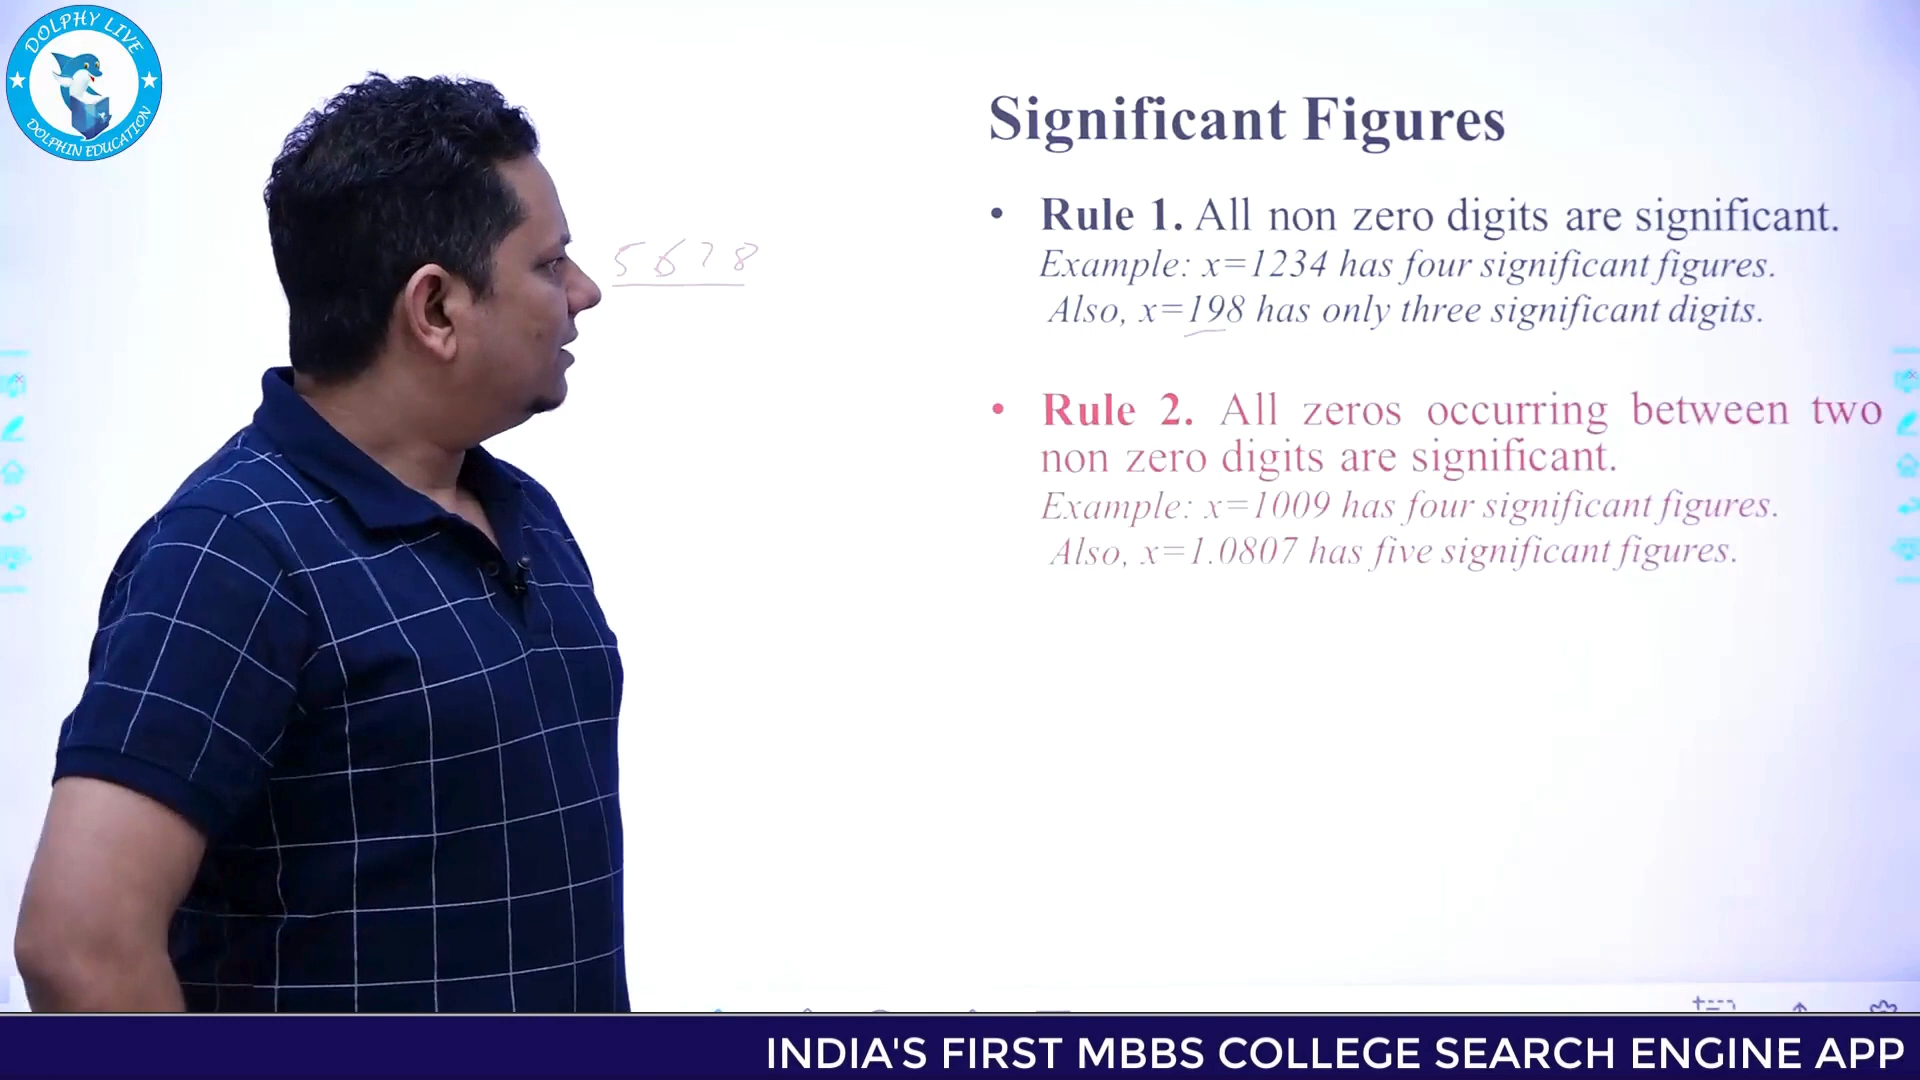 DOLPHY LIVE
DOLPHIN EDUCATION
5678
Significant Figures
• Rule 1. All non zero digits are significant.
Example: x=1234 has four significant figures.
Also, x=198 has only three significant digits.
• Rule 2. All zeros occurring between two
non zero digits are significant.
Example: x=1009 has four significant figures.
Also, x=1.0807 has five significant figures.
INDIA'S FIRST MBBS COLLEGE SEARCH ENGINE APP